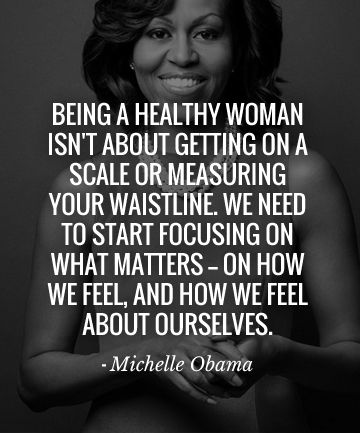 BEING A HEALTHY WOMAN
ISN'T ABOUT GETTING ON A
SCALE OR MEASURING
YOUR WAISTLINE. WE NEED
TO START FOCUSING ON
WHAT MATTERS – ON HOW
WE FEEL, AND HOW WE FEEL
ABOUT OURSELVES.
- Michelle Obama